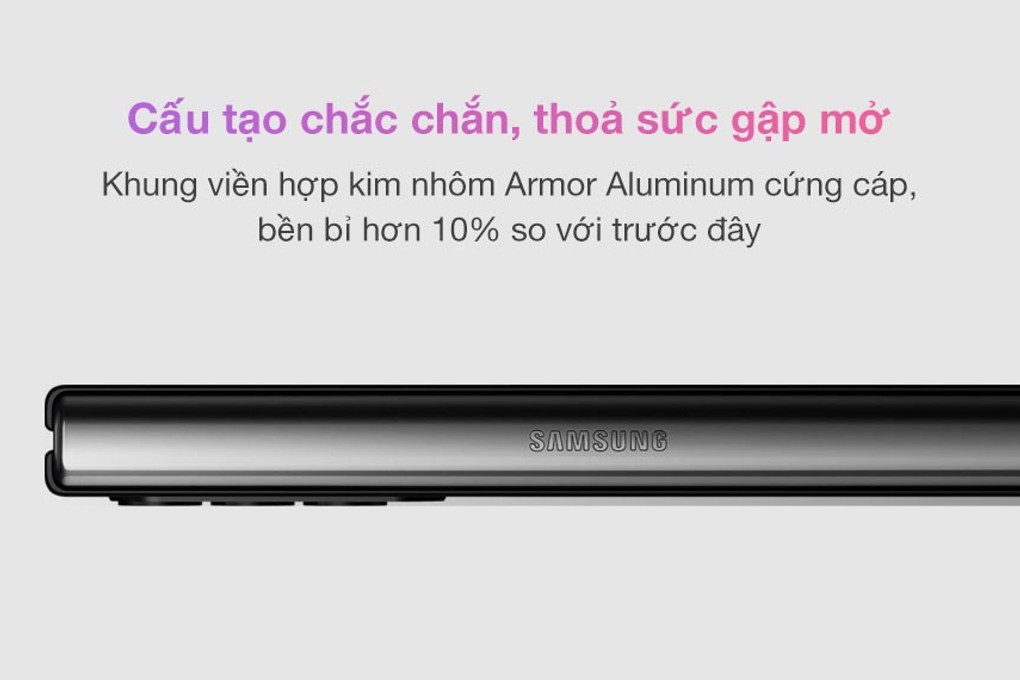 Cấu tạo chắc chắn, thoả sức gập mở
Khung viền hợp kim nhôm Armor Aluminum cứng cáp,
bền bỉ hơn 10% so với trước đây
SAMSUNG